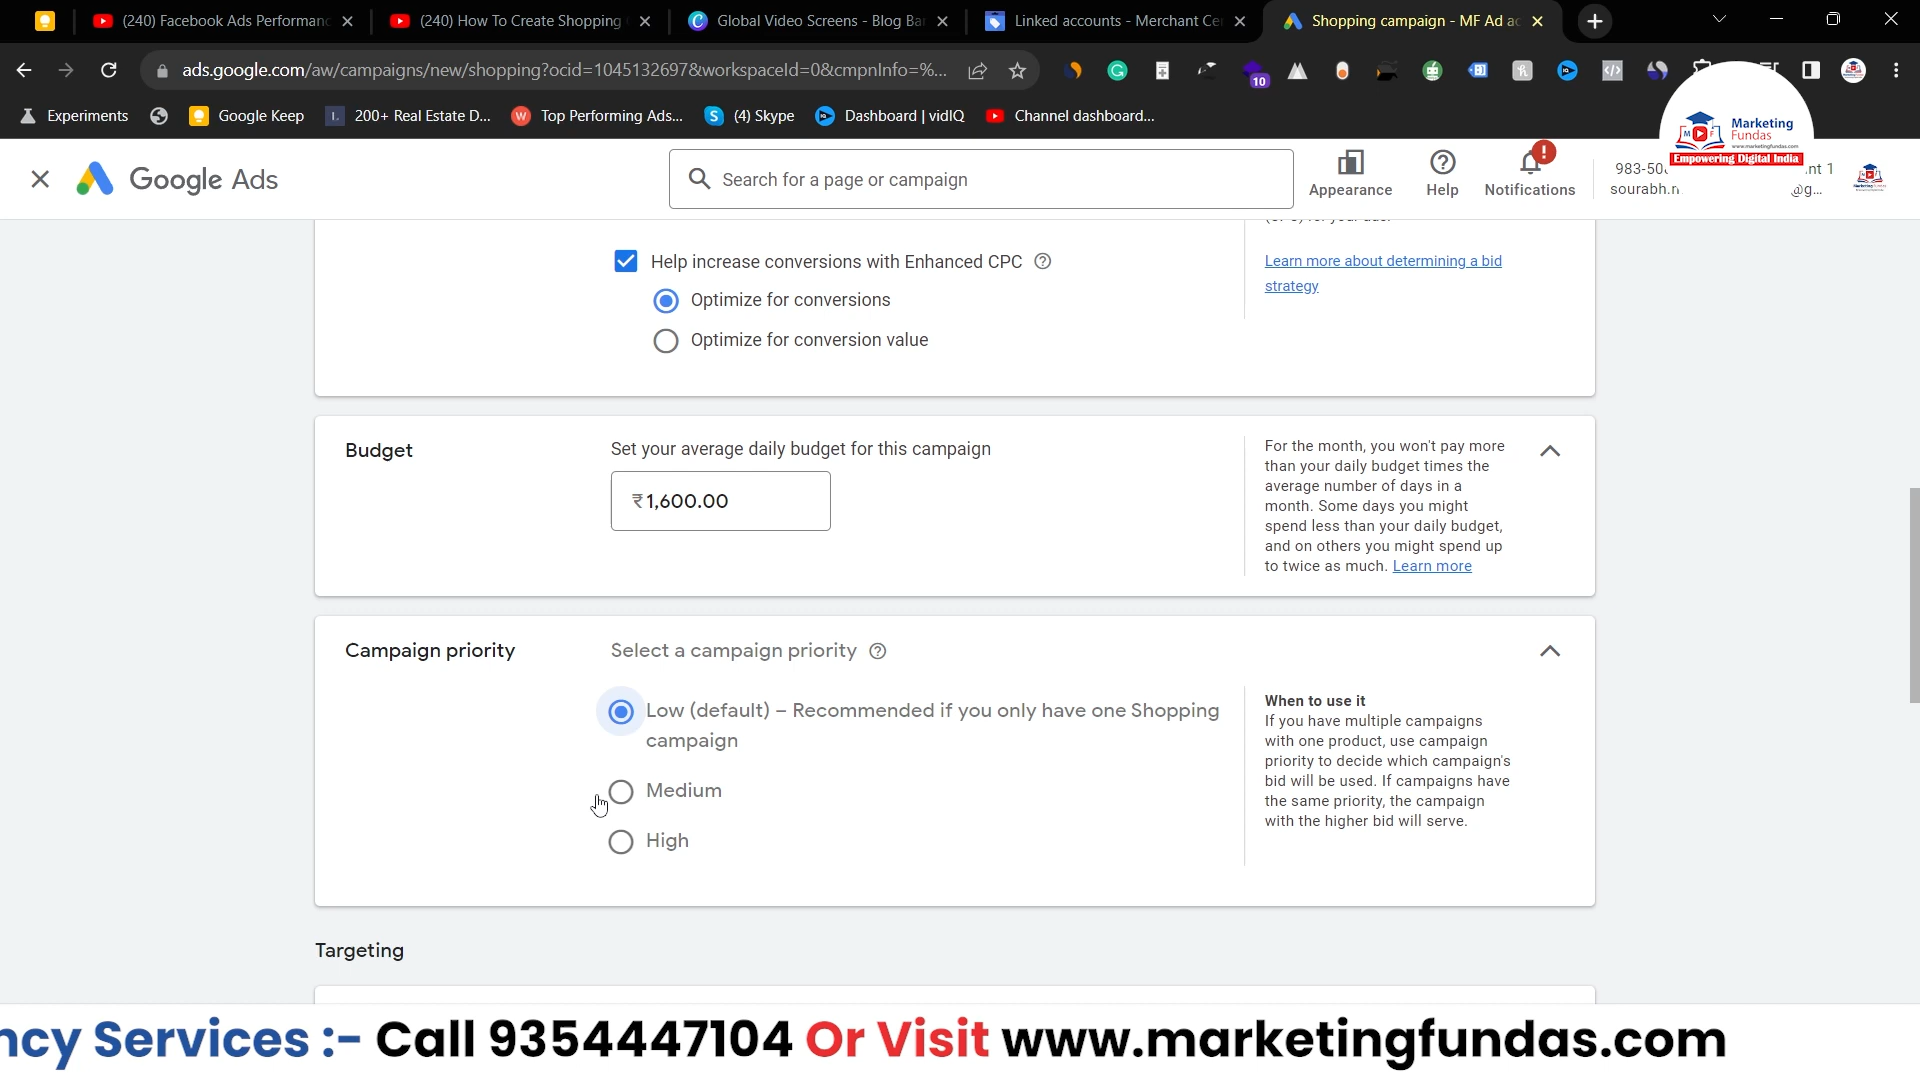 (240) Facebook Ads Performanc
(240) How To Create Shopping
Global Video Screens - Blog Ba
Linked accounts - Merchant Ce
Shopping campaign - MF Ad ac
ads.google.com/aw/campaigns/new/shopping?ocid=1045132697&workspaceId=0&cmpnInfo=%...
10
Experiments
Google Keep
200+ Real Estate D...
Top Performing Ads...
(4) Skype
Dashboard | vidIQ
Channel dashboard...
Marketing
Fundas
www.marketingfundas.com
Empowering Digital India
Google Ads
Search for a page or campaign
Appearance
Help
Notifications
983-50
nt 1
sourabh.n
@g...
Help increase conversions with Enhanced CPC
Optimize for conversions
Optimize for conversion value
Learn more about determining a bid
strategy
Budget
Set your average daily budget for this campaign
₹1,600.00
For the month, you won't pay more
than your daily budget times the
average number of days in a
month. Some days you might
spend less than your daily budget,
and on others you might spend up
to twice as much. Learn more
Campaign priority
Select a campaign priority
Low (default) – Recommended if you only have one Shopping
campaign
Medium
High
When to use it
If you have multiple campaigns
with one product, use campaign
priority to decide which campaign's
bid will be used. If campaigns have
the same priority, the campaign
with the higher bid will serve.
Targeting
ncy Services :- Call 9354447104 Or Visit www.marketingfundas.com